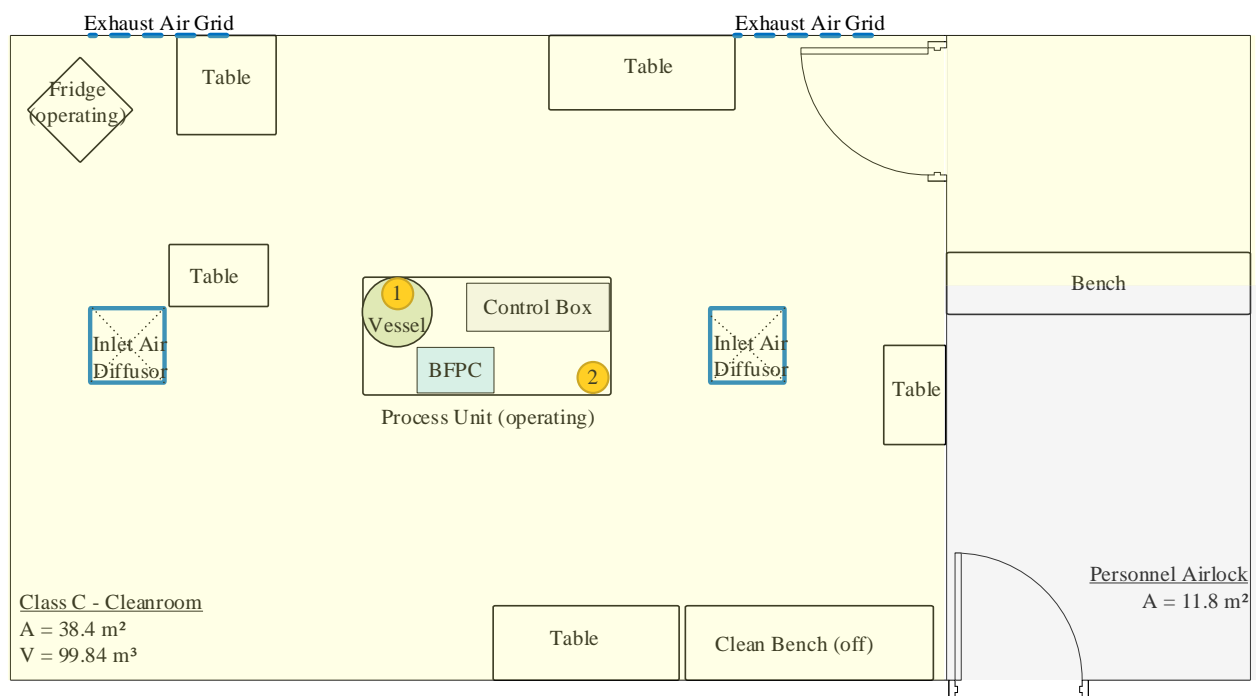 Exhaust Air Grid
Exhaust Air Grid
Fridge
(operating)
Table
Table
Table
1
Vessel
Control Box
BFPC
2
Process Unit (operating)
Inlet Air
Diffusor
Inlet Air
Diffusor
Table
Bench
Class C - Cleanroom
A = 38.4 m²
V = 99.84 m³
Table
Clean Bench (off)
Personnel Airlock
A = 11.8 m²